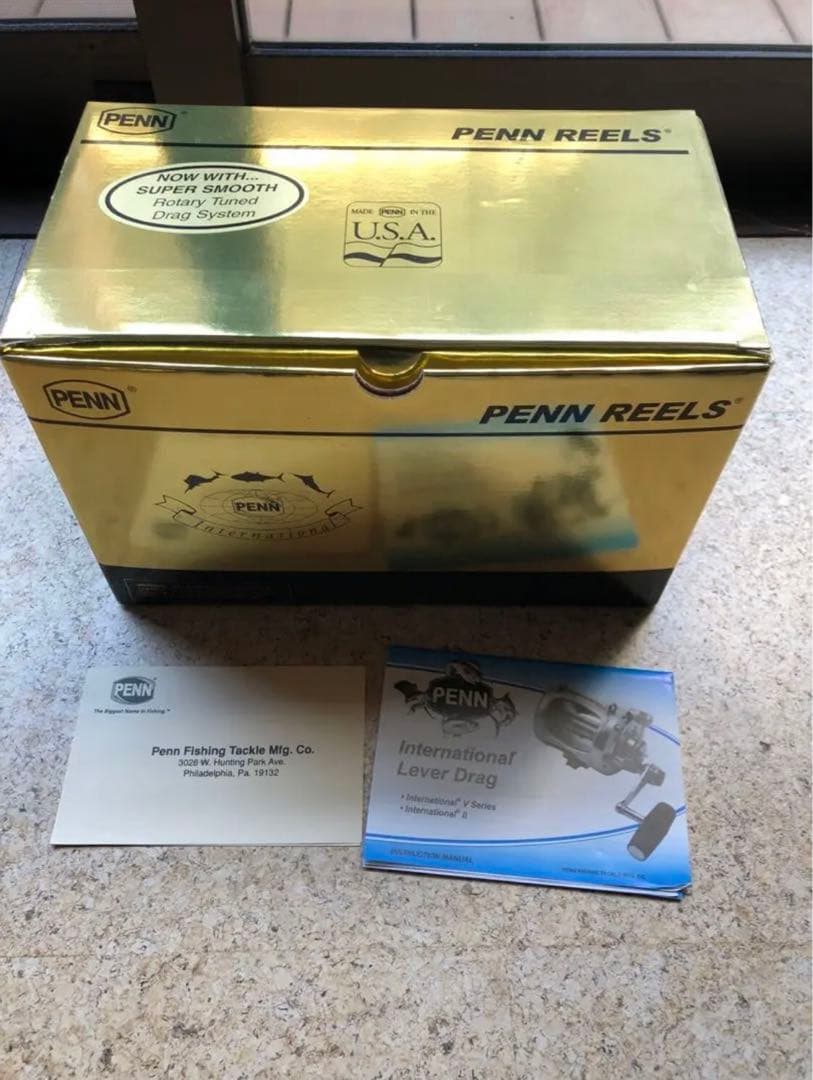 PENN®
PENN REELS®
NOW WITH...
SUPER SMOOTH
Rotary Tuned
Drag System
MADE PENN IN THE
U.S.A.
PENN®
PENN REELS®
PENN
International
PENN
The Biggest Name In Fishing.™
Penn Fishing Tackle Mfg. Co.
3028 W. Hunting Park Ave.
Philadelphia, Pa. 19132
PENN
International
Lever Drag
• International® V Series
• International® II
INSTRUCTION MANUAL